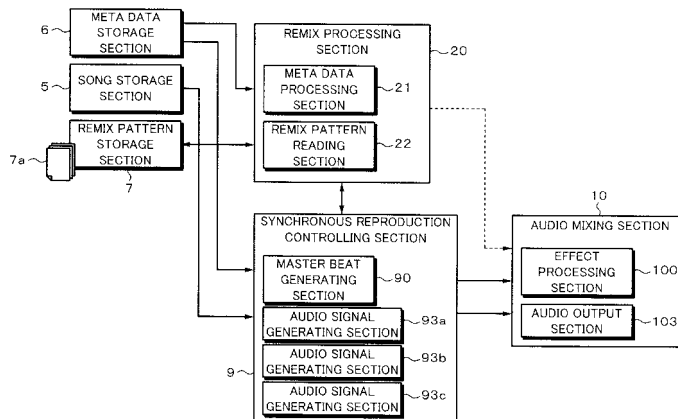 6
META DATA
STORAGE
SECTION
5
SONG STORAGE
SECTION
REMIX PATTERN
STORAGE
SECTION
7a
7
REMIX PROCESSING
SECTION
20
META DATA
PROCESSING
SECTION
21
REMIX PATTERN
READING
SECTION
22
SYNCHRONOUS REPRODUCTION
CONTROLLING SECTION
MASTER BEAT
GENERATING
SECTION
90
AUDIO SIGNAL
GENERATING SECTION
93a
AUDIO SIGNAL
GENERATING SECTION
93b
AUDIO SIGNAL
GENERATING SECTION
93c
9
10
AUDIO MIXING SECTION
EFFECT
PROCESSING
SECTION
100
AUDIO OUTPUT
SECTION
103